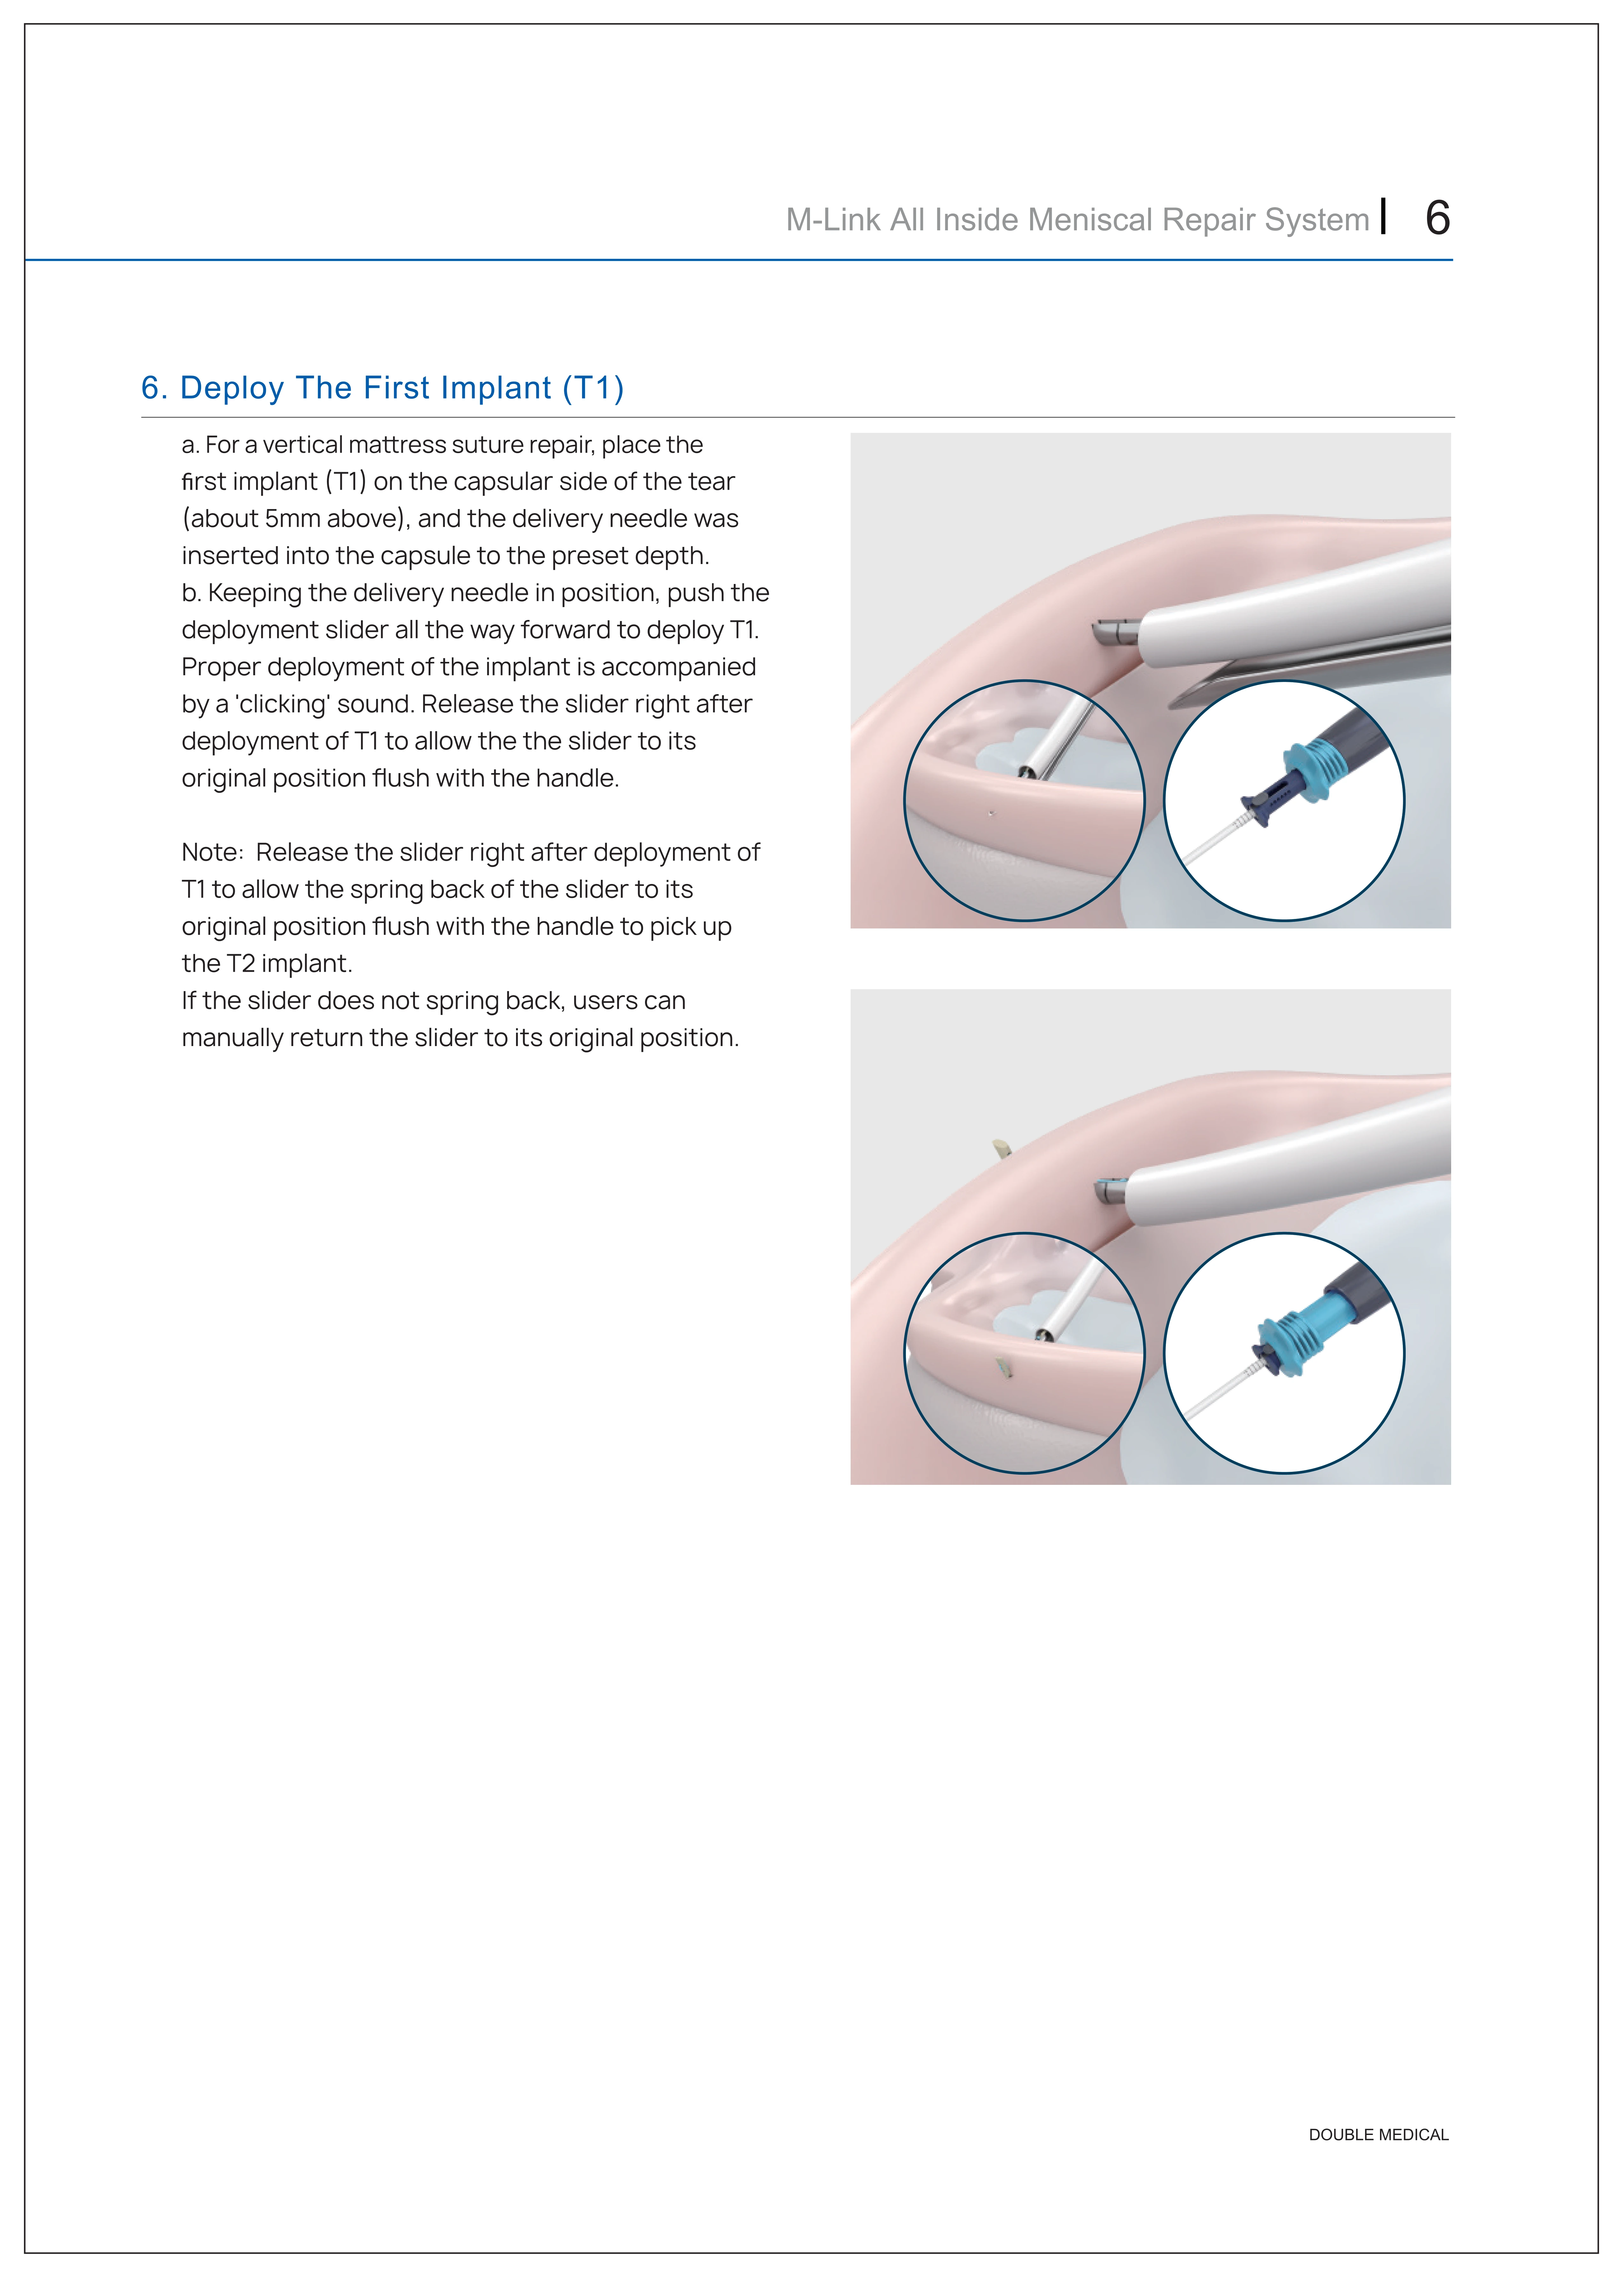 M-Link All Inside Meniscal Repair System | 6
6. Deploy The First Implant (T1)
a. For a vertical mattress suture repair, place the
first implant (T1) on the capsular side of the tear
(about 5mm above), and the delivery needle was
inserted into the capsule to the preset depth.
b. Keeping the delivery needle in position, push the
deployment slider all the way forward to deploy T1.
Proper deployment of the implant is accompanied
by a 'clicking' sound. Release the slider right after
deployment of T1 to allow the the slider to its
original position flush with the handle.
Note:  Release the slider right after deployment of
T1 to allow the spring back of the slider to its
original position flush with the handle to pick up
the T2 implant.
If the slider does not spring back, users can
manually return the slider to its original position.
DOUBLE MEDICAL